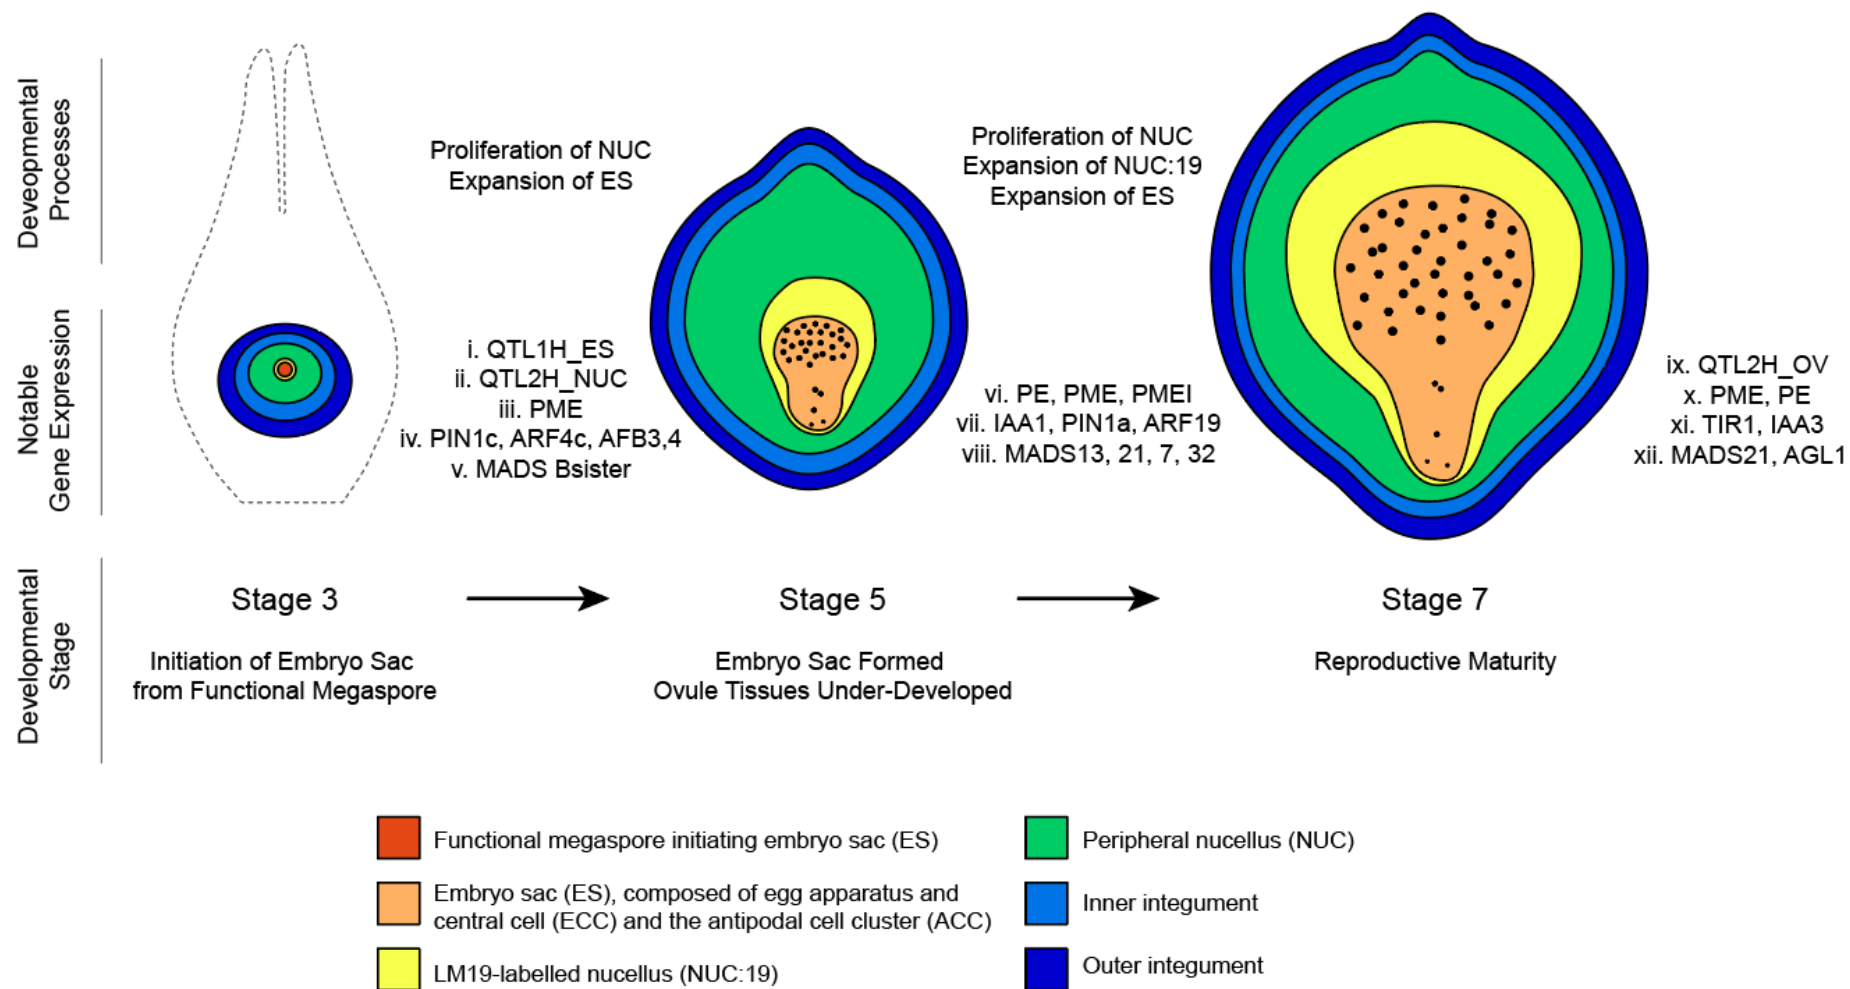 Deveopmental
Processes
Proliferation of NUC
Expansion of ES
Proliferation of NUC
Expansion of NUC:19
Expansion of ES
Notable
Gene Expression
i. QTL1H_ES
ii. QTL2H_NUC
iii. PME
iv. PIN1c, ARF4c, AFB3,4
v. MADS Bsister
vi. PE, PME, PMEI
vii. IAA1, PIN1a, ARF19
viii. MADS13, 21, 7, 32
ix. QTL2H_OV
x. PME, PE
xi. TIR1, IAA3
xii. MADS21, AGL1
Developmental
Stage
Stage 3
Initiation of Embryo Sac
from Functional Megaspore
Stage 5
Embryo Sac Formed
Ovule Tissues Under-Developed
Stage 7
Reproductive Maturity
Functional megaspore initiating embryo sac (ES)
Embryo sac (ES), composed of egg apparatus and
central cell (ECC) and the antipodal cell cluster (ACC)
LM19-labelled nucellus (NUC:19)
Peripheral nucellus (NUC)
Inner integument
Outer integument